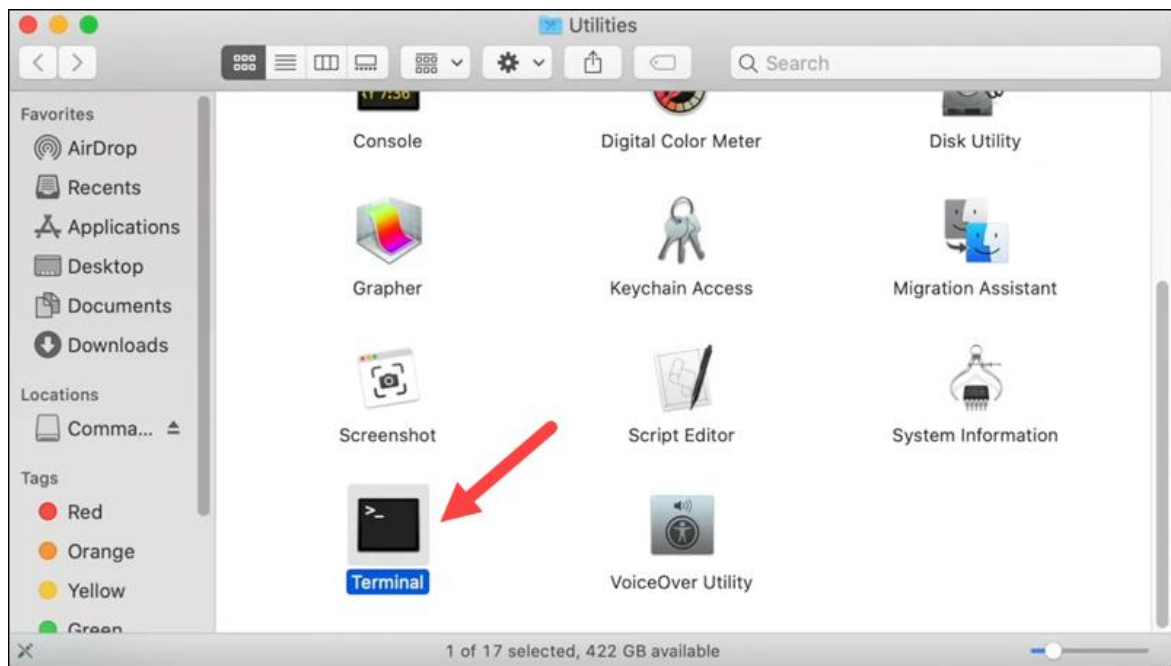 Utilities
Search
Favorites
AirDrop
Recents
Applications
Desktop
Documents
Downloads
Locations
Comma...
Tags
Red
Orange
Yellow
Green
Console
Digital Color Meter
Disk Utility
Grapher
Keychain Access
Migration Assistant
Screenshot
Script Editor
System Information
>_
Terminal
VoiceOver Utility
1 of 17 selected, 422 GB available